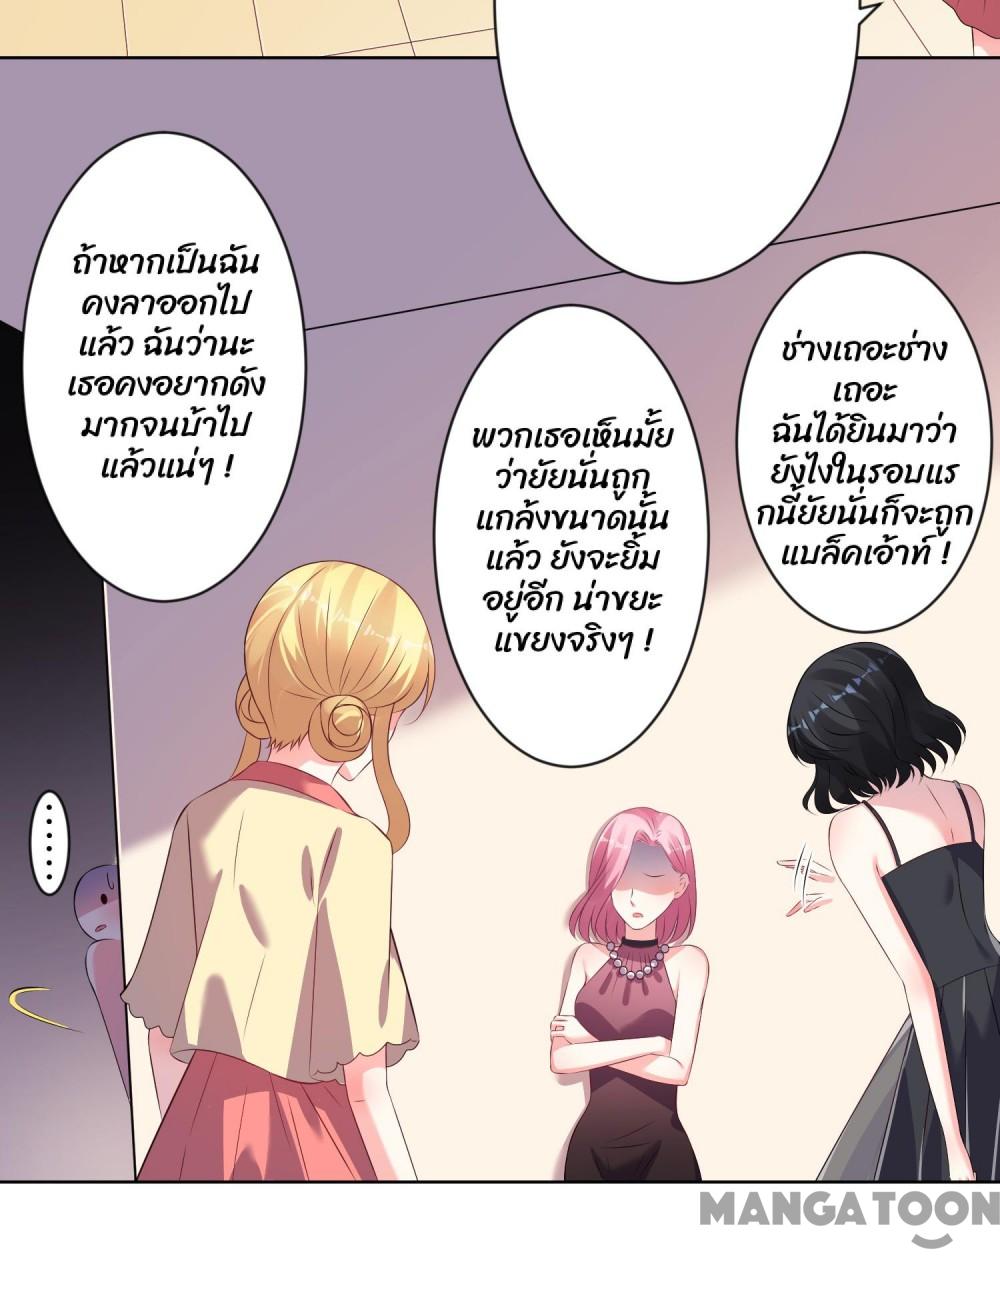 ถ้าหากเป็นฉัน
คงลาออกไป
แล้ว ฉันว่านะ
เธอคงอยากดัง
มากจนบ้าไป
แล้วแน่ๆ !
พวกเธอเห็นมั้ย
ว่ายัยนั่นถูก
แกล้งขนาดนั้น
แล้ว ยังจะยิ้ม
อยู่อีก น่าขยะ
แขยงจริงๆ !
ช่างเถอะช่าง
เถอะ
ฉันได้ยินมาว่า
ยังไงในรอบแร
กนี้ยัยนั่นก็จะถูก
แบล็คเอ้าท์ !
......
MANGATOON